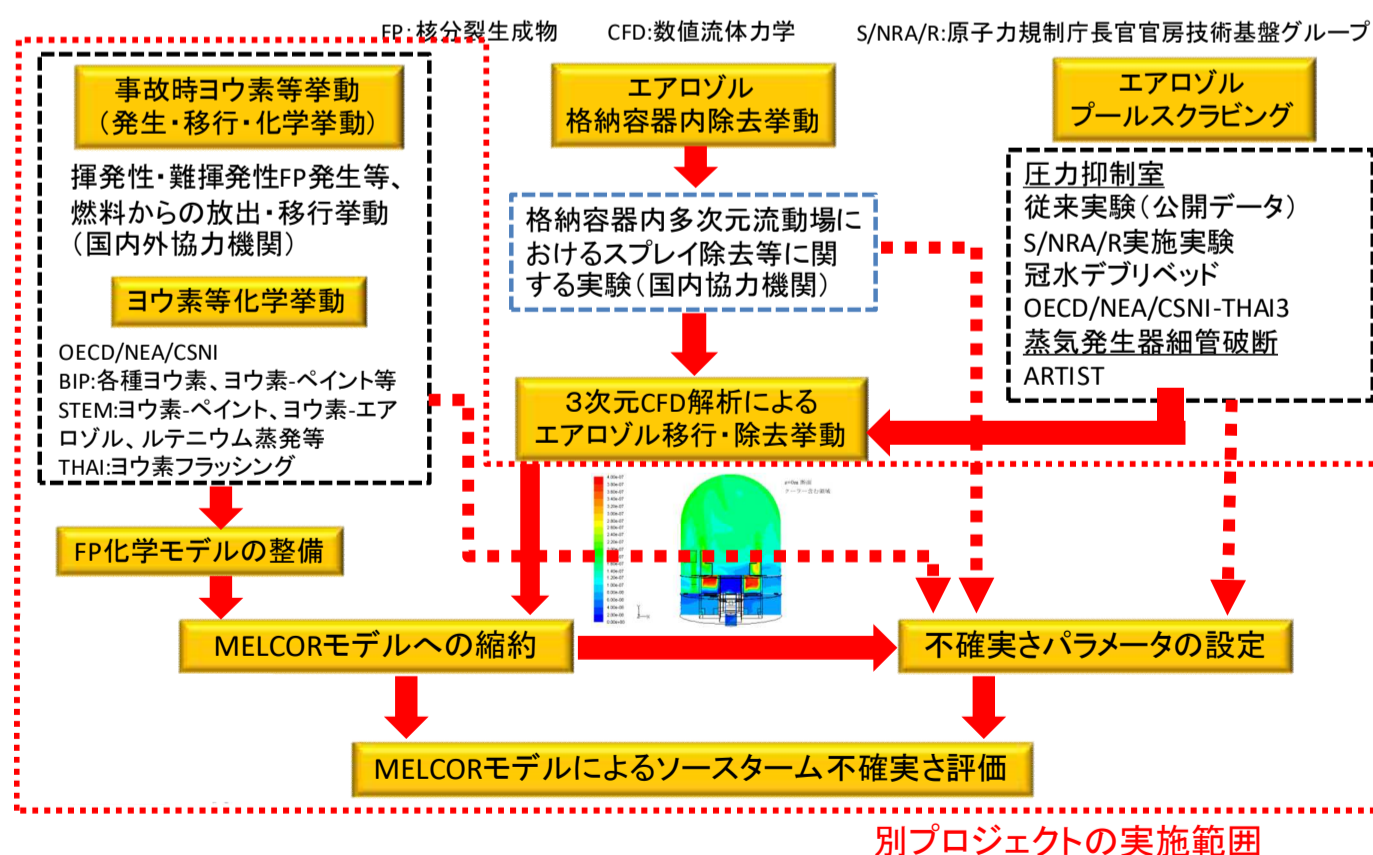 FP:核分裂生成物 CFD:数値流体力学 S/NRA/R:原子力規制庁長官官房技術基盤グループ
事故時ヨウ素等挙動
（発生・移行・化学挙動）
揮発性・難揮発性FP発生等、
燃料からの放出・移行挙動
（国内外協力機関）
ヨウ素等化学挙動
OECD/NEA/CSNI
BIP:各種ヨウ素、ヨウ素-ペイント等
STEM:ヨウ素-ペイント、ヨウ素-エア
ロゾル、ルテニウム蒸発等
THAI:ヨウ素フラッシング
FP化学モデルの整備
エアロゾル
格納容器内除去挙動
格納容器内多次元流動場に
おけるスプレイ除去等に関
する実験（国内協力機関）
３次元CFD解析による
エアロゾル移行・除去挙動
エアロゾル
プールスクラビング
圧力抑制室
従来実験（公開データ）
S/NRA/R実施実験
冠水デブリベッド
OECD/NEA/CSNI-THAI3
蒸気発生器細管破断
ARTIST
MELCORモデルへの縮約
不確実さパラメータの設定
MELCORモデルによるソースターム不確実さ評価
別プロジェクトの実施範囲